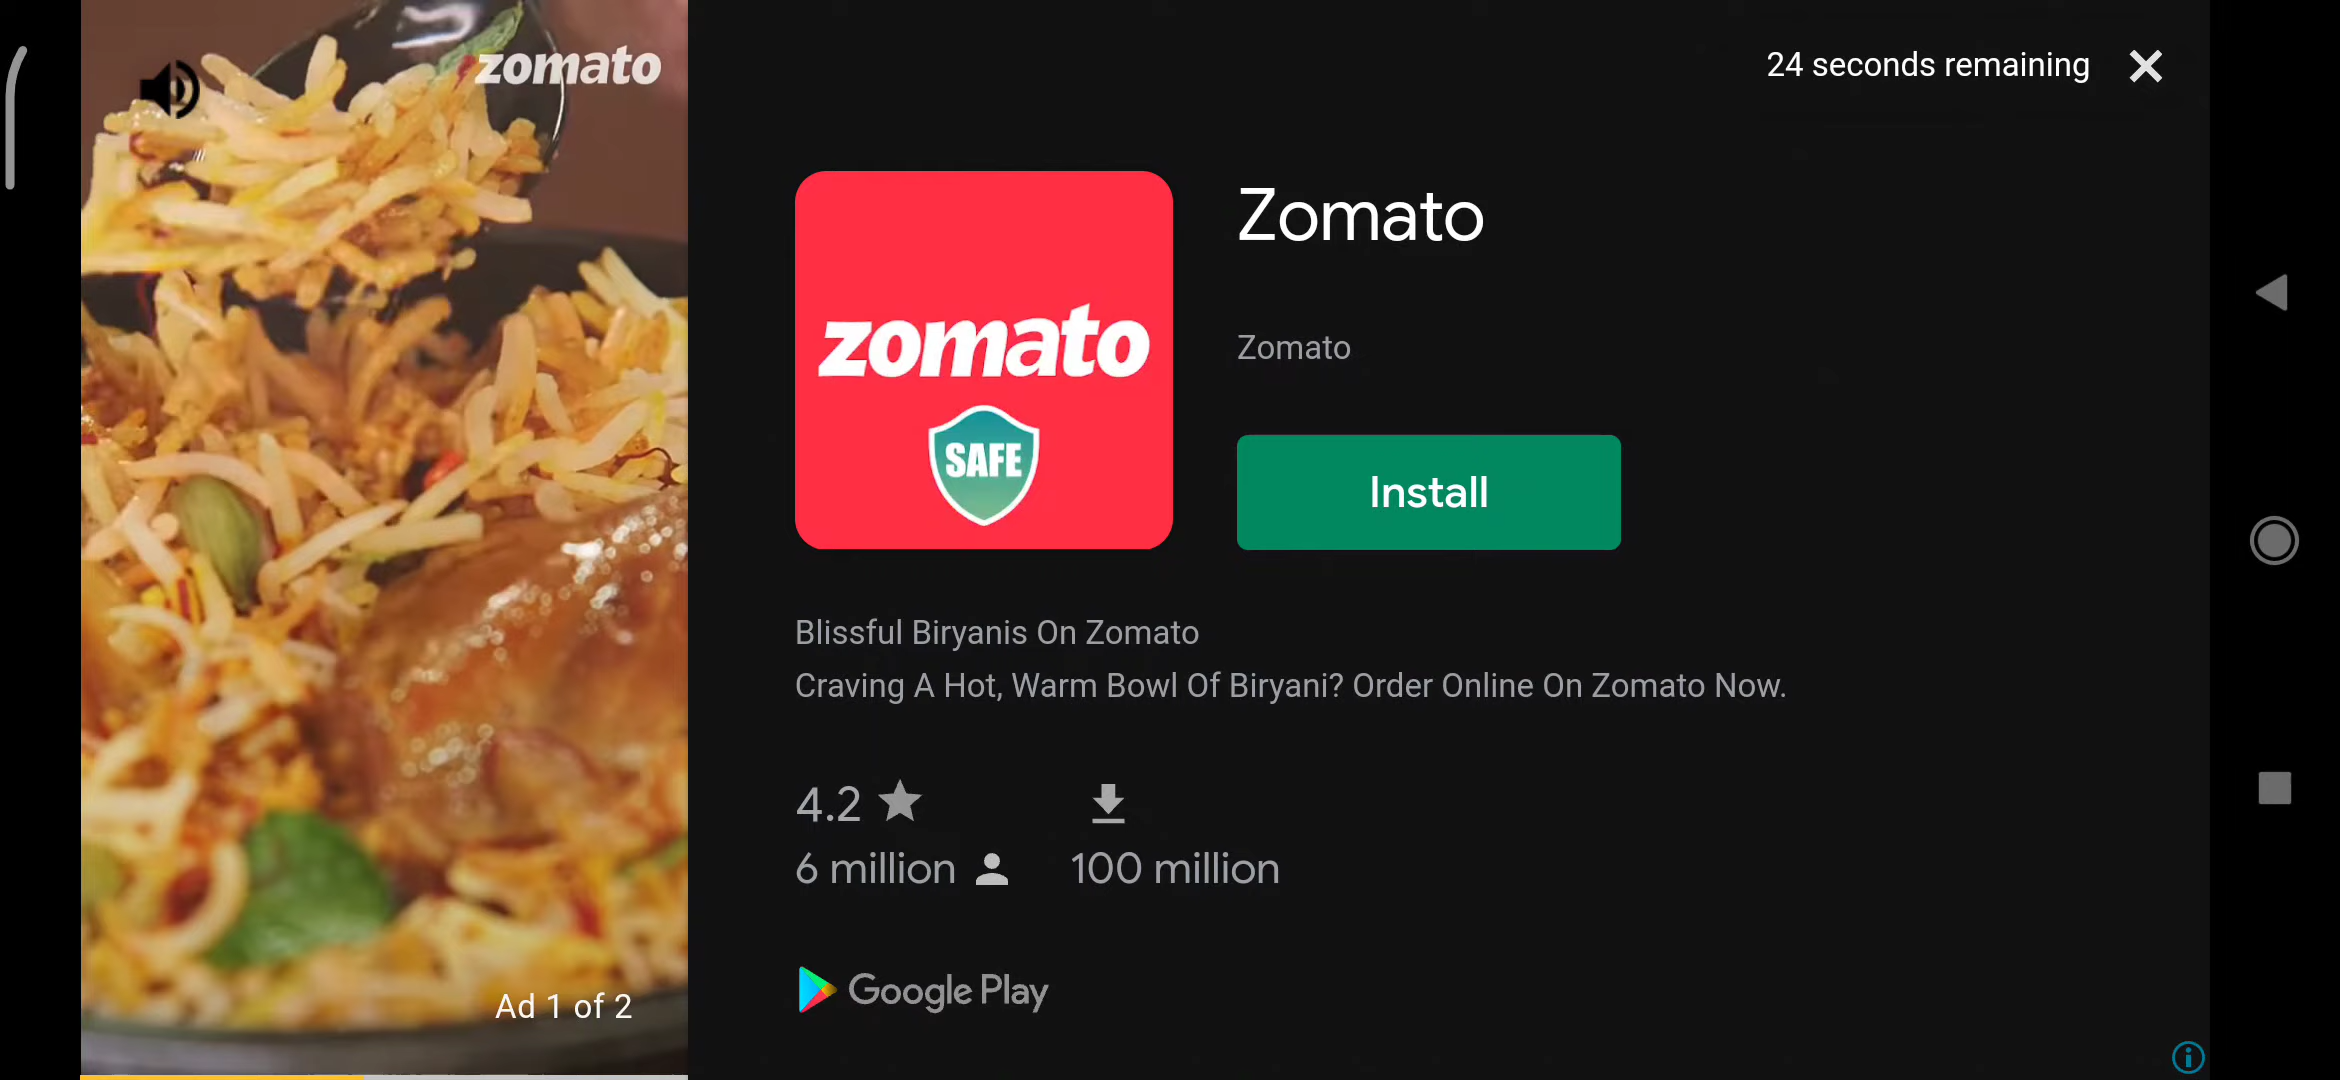 zomato
24 seconds remaining
Zomato
zomato
SAFE
Zomato
Install
Blissful Biryanis On Zomato
Craving A Hot, Warm Bowl Of Biryani? Order Online On Zomato Now.
4.2
6 million
100 million
Ad 1 of 2
Google Play